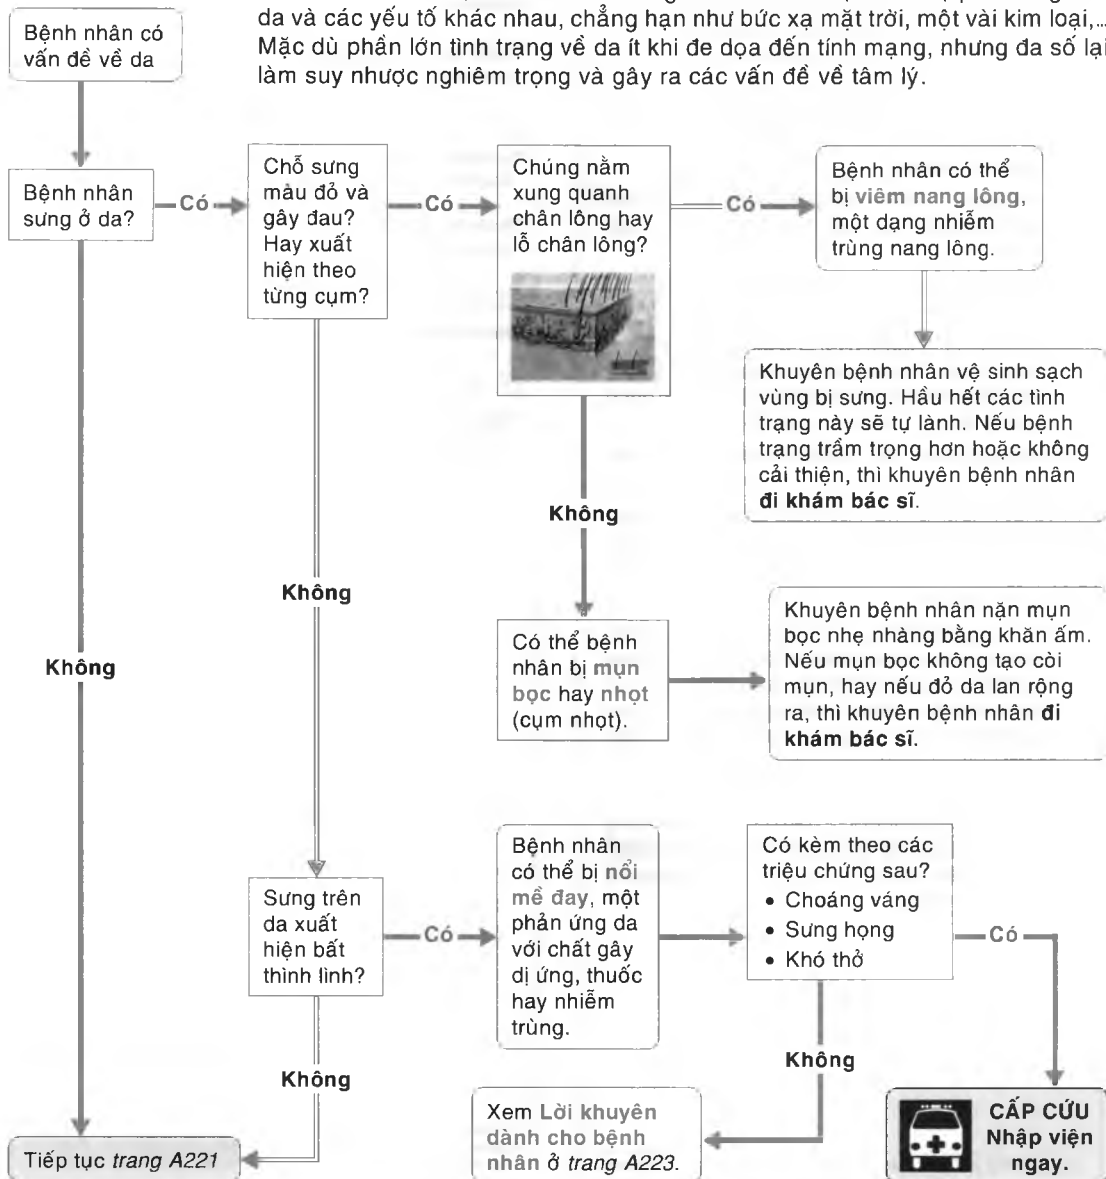 da và các yếu tố khác nhau, chẳng hạn như bức xạ mặt trời, một vài kim loại,...
Mặc dù phần lớn tình trạng về da ít khi đe dọa đến tính mạng, nhưng đa số lại
làm suy nhược nghiêm trọng và gây ra các vấn đề về tâm lý.
Bệnh nhân có
vấn đề về da
Bệnh nhân
sưng ở da?
Có
Chỗ sưng
màu đỏ và
gây đau?
Hay xuất
hiện theo
từng cụm?
Có
Chúng nằm
xung quanh
chân lông hay
lỗ chân lông?
Có
Bệnh nhân có thể
bị viêm nang lông,
một dạng nhiễm
trùng nang lông.
Khuyên bệnh nhân vệ sinh sạch
vùng bị sưng. Hầu hết các tình
trạng này sẽ tự lành. Nếu bệnh
trạng trầm trọng hơn hoặc không
cải thiện, thì khuyên bệnh nhân
đi khám bác sĩ.
Không
Không
Không
Có thể bệnh
nhân bị mụn
bọc hay nhọt
(cụm nhọt).
Khuyên bệnh nhân nặn mụn
bọc nhẹ nhàng bằng khăn ấm.
Nếu mụn bọc không tạo còi
mụn, hay nếu đỏ da lan rộng
ra, thì khuyên bệnh nhân đi
khám bác sĩ.
Sưng trên
da xuất
hiện bất
thình lình?
Có
Bệnh nhân
có thể bị nổi
mề đay, một
phản ứng da
với chất gây
dị ứng, thuốc
hay nhiễm
trùng.
Có kèm theo các
triệu chứng sau?
• Choáng váng
• Sưng họng
• Khó thở
Có
Không
Không
Tiếp tục trang A221
Xem Lời khuyên
dành cho bệnh
nhân ở trang A223.
CẤP CỨU
Nhập viện
ngay.